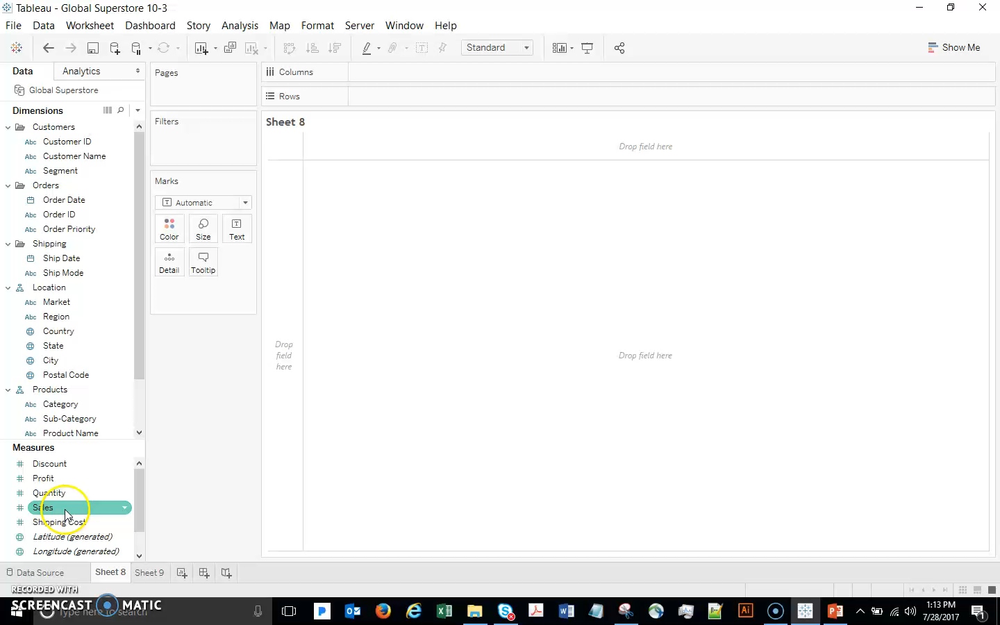 Tableau - Global Superstore 10-3
File Data Worksheet Dashboard Story Analysis Map Format Server Window Help
Standard
Show Me
Data
Analytics
Global Superstore
Dimensions
Customers
Abc Customer ID
Abc Customer Name
Abc Segment
Orders
Order Date
Abc Order ID
Abc Order Priority
Shipping
Ship Date
Abc Ship Mode
Location
Abc Market
Abc Region
Country
State
City
Postal Code
Products
Abc Category
Abc Sub-Category
Abc Product Name
Measures
# Discount
# Profit
# Quantity
# Sales
# Shipping Cost
Latitude (generated)
Longitude (generated)
Pages
Filters
Marks
T Automatic
Color
Size
T
Text
Detail
Tooltip
Columns
Rows
Sheet 8
Drop field here
Drop
field
here
Drop field here
Data Source
Sheet 8
Sheet 9
RECORDED WITH
SCREENCAST MATIC
Type here to search
1:13 PM
7/28/2017
1